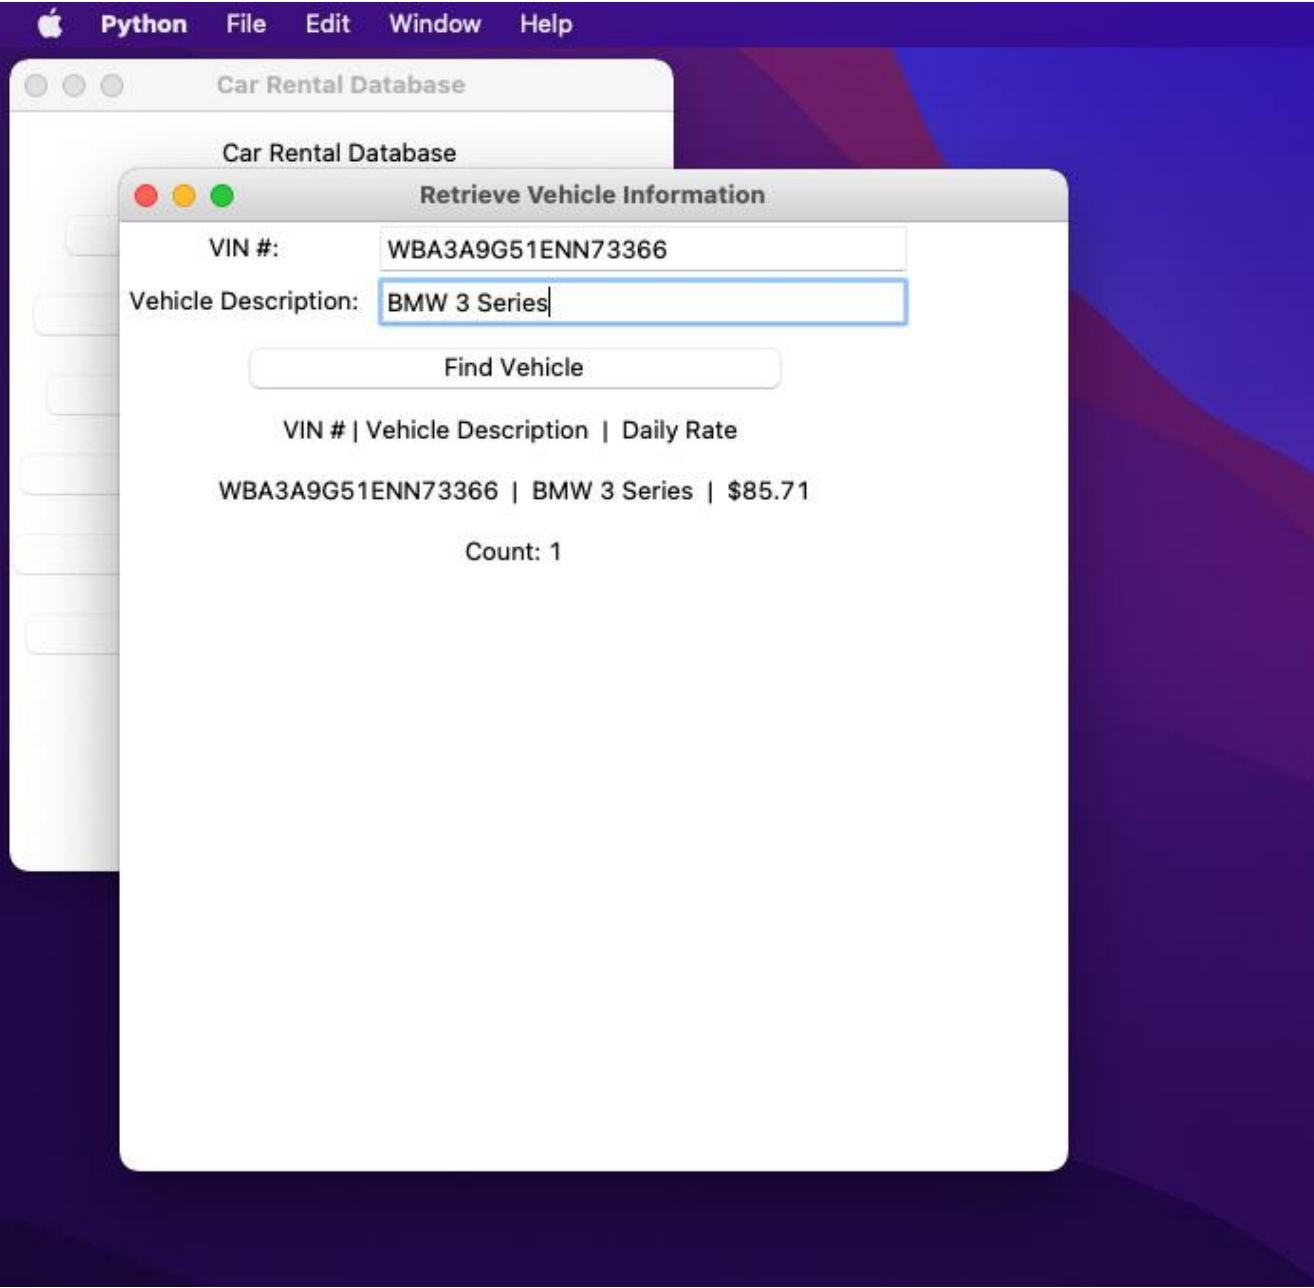 Python File Edit Window Help
Car Rental Database
Car Rental Database
Retrieve Vehicle Information
VIN #: WBA3A9G51ENN73366
Vehicle Description: BMW 3 Series
Find Vehicle
VIN # | Vehicle Description | Daily Rate
WBA3A9G51ENN73366 | BMW 3 Series | $85.71
Count: 1